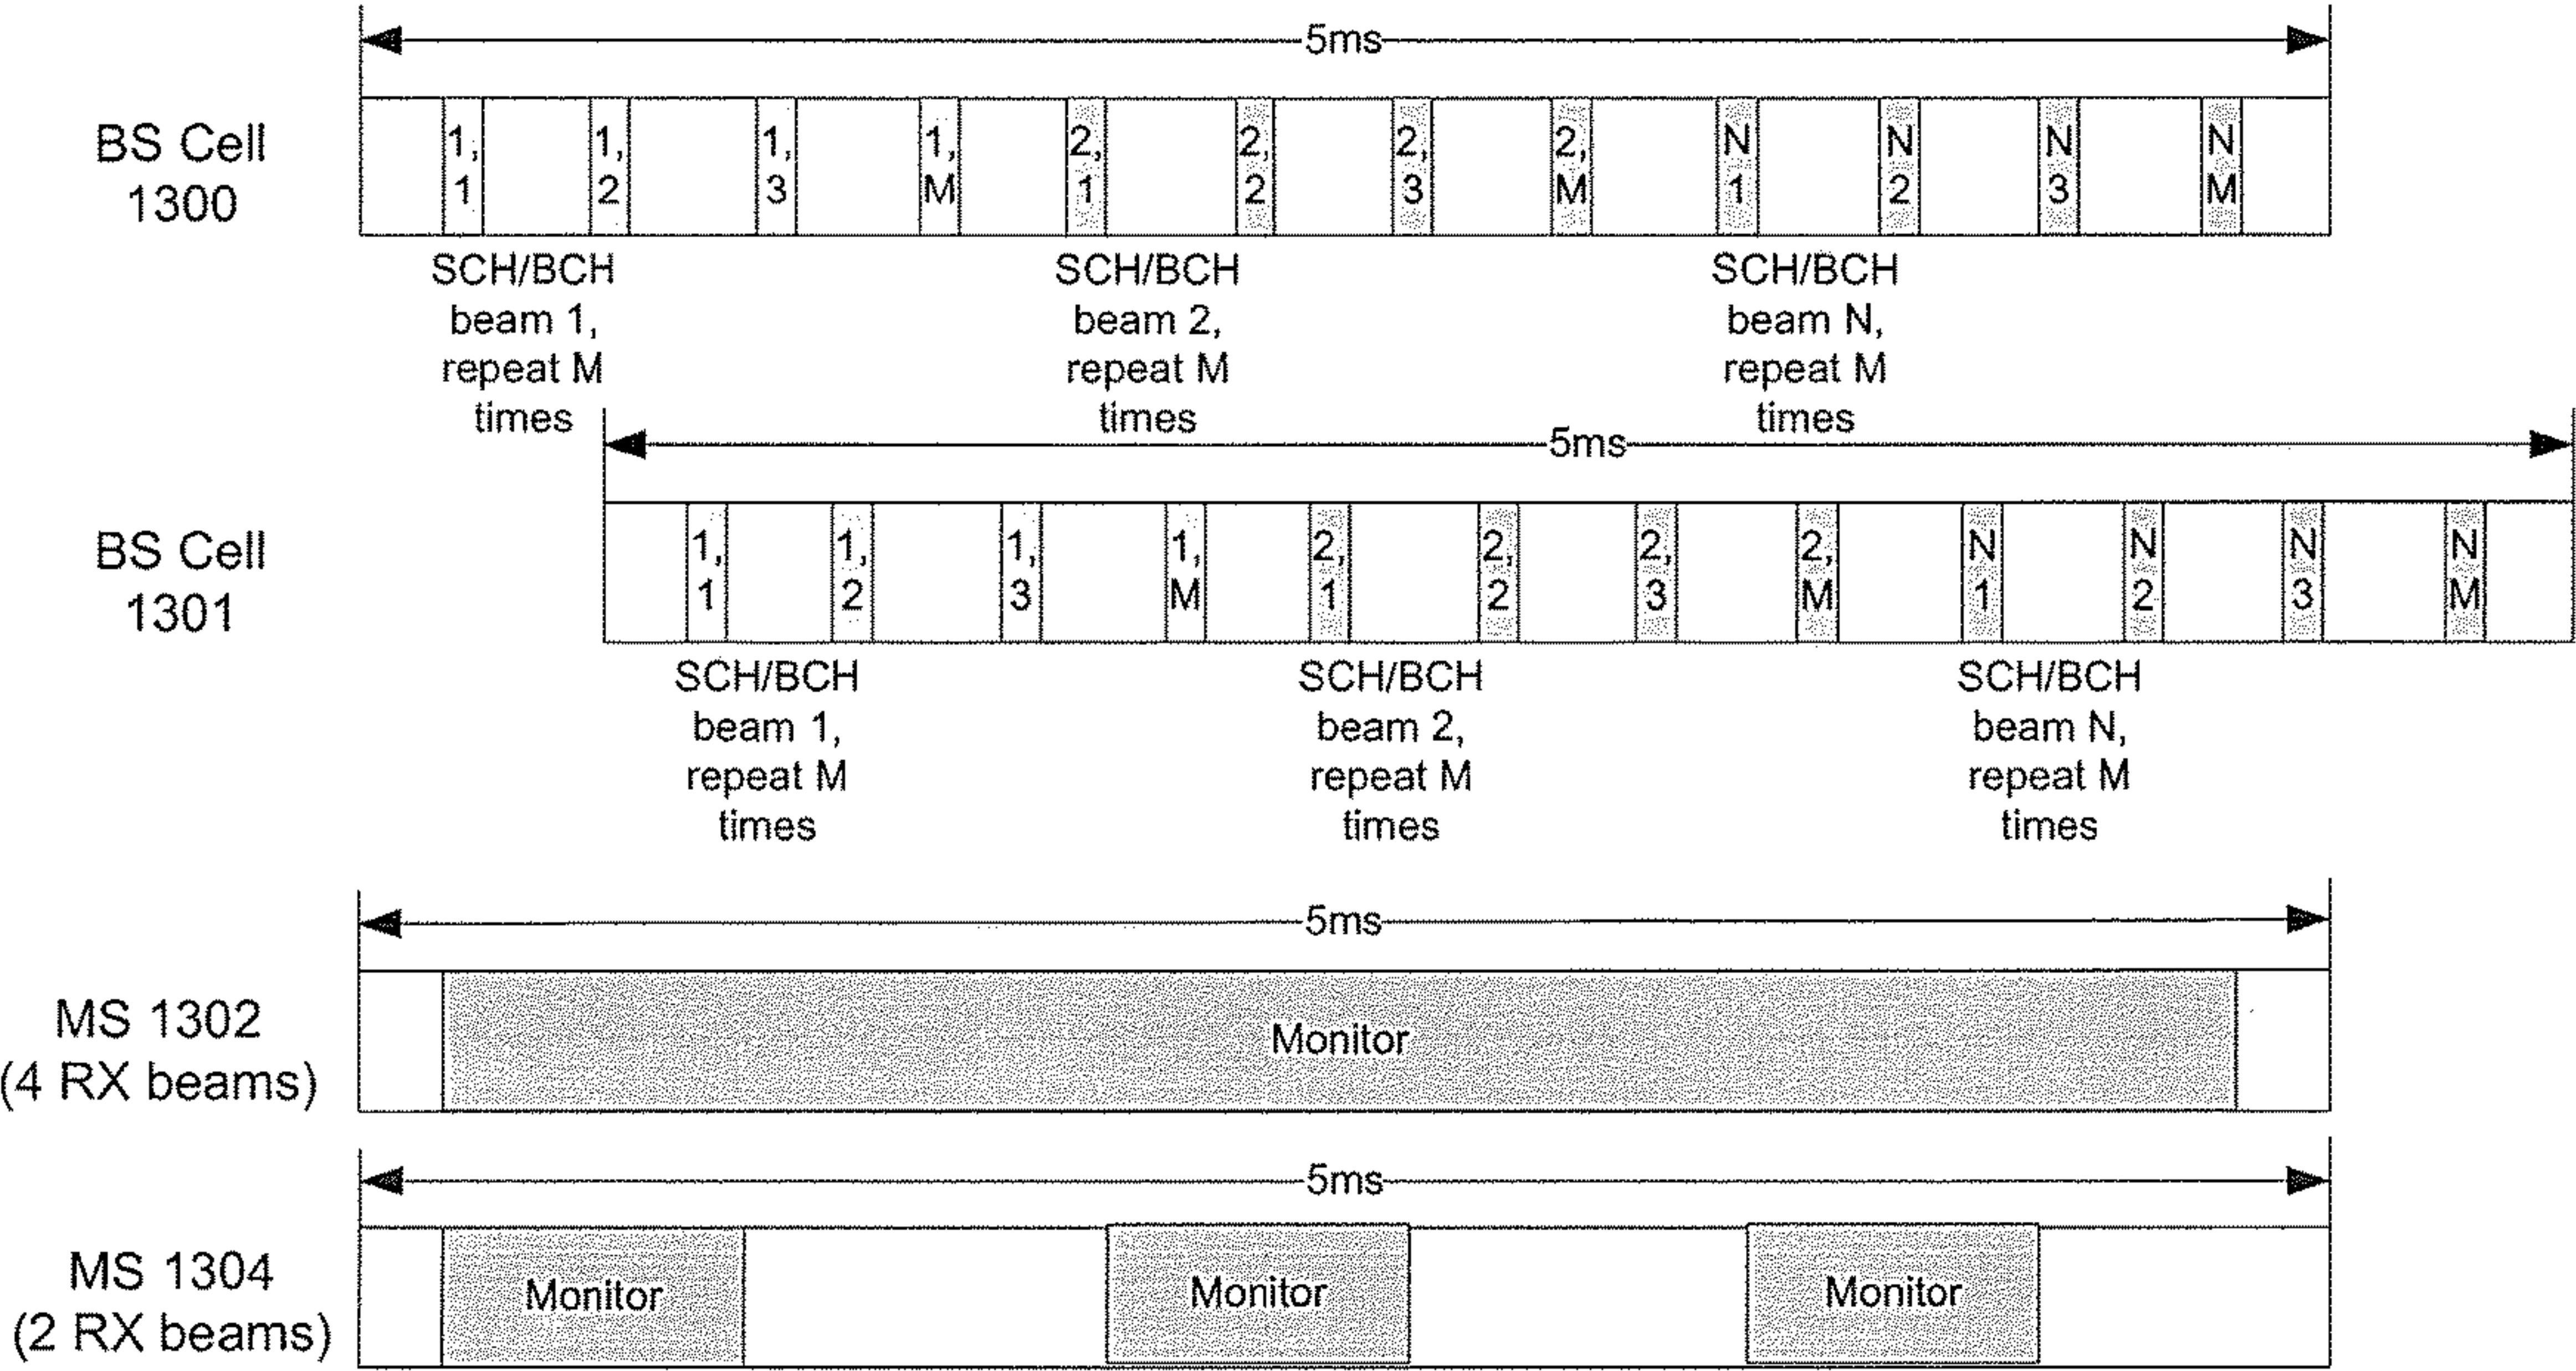 5ms
BS Cell
1300
1, 1, 1, 1, 2, 2, 2, 2, N N N N
1 2 3 M 1 2 3 M 1 2 3 M
SCH/BCH
beam 1,
repeat M
times
SCH/BCH
beam 2,
repeat M
times
SCH/BCH
beam N,
repeat M
times
5ms
BS Cell
1301
1, 1, 1, 1, 2, 2, 2, 2, N N N N
1 2 3 M 1 2 3 M 1 2 3 M
SCH/BCH
beam 1,
repeat M
times
SCH/BCH
beam 2,
repeat M
times
SCH/BCH
beam N,
repeat M
times
5ms
MS 1302
(4 RX beams)
Monitor
5ms
MS 1304
(2 RX beams)
Monitor
Monitor
Monitor